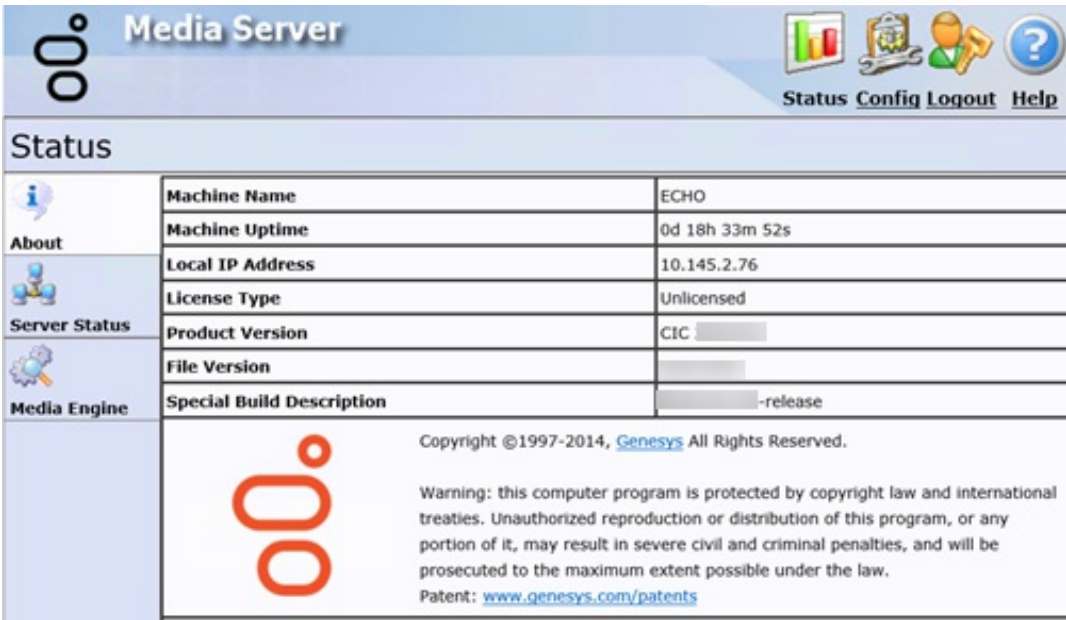 Media Server
Status Config Logout Help
Status
About
Server Status
Media Engine
Machine Name ECHO
Machine Uptime 0d 18h 33m 52s
Local IP Address 10.145.2.76
License Type Unlicensed
Product Version CIC
File Version
Special Build Description -release
Copyright ©1997-2014, Genesys All Rights Reserved.
Warning: this computer program is protected by copyright law and international
treaties. Unauthorized reproduction or distribution of this program, or any
portion of it, may result in severe civil and criminal penalties, and will be
prosecuted to the maximum extent possible under the law.
Patent: www.genesys.com/patents